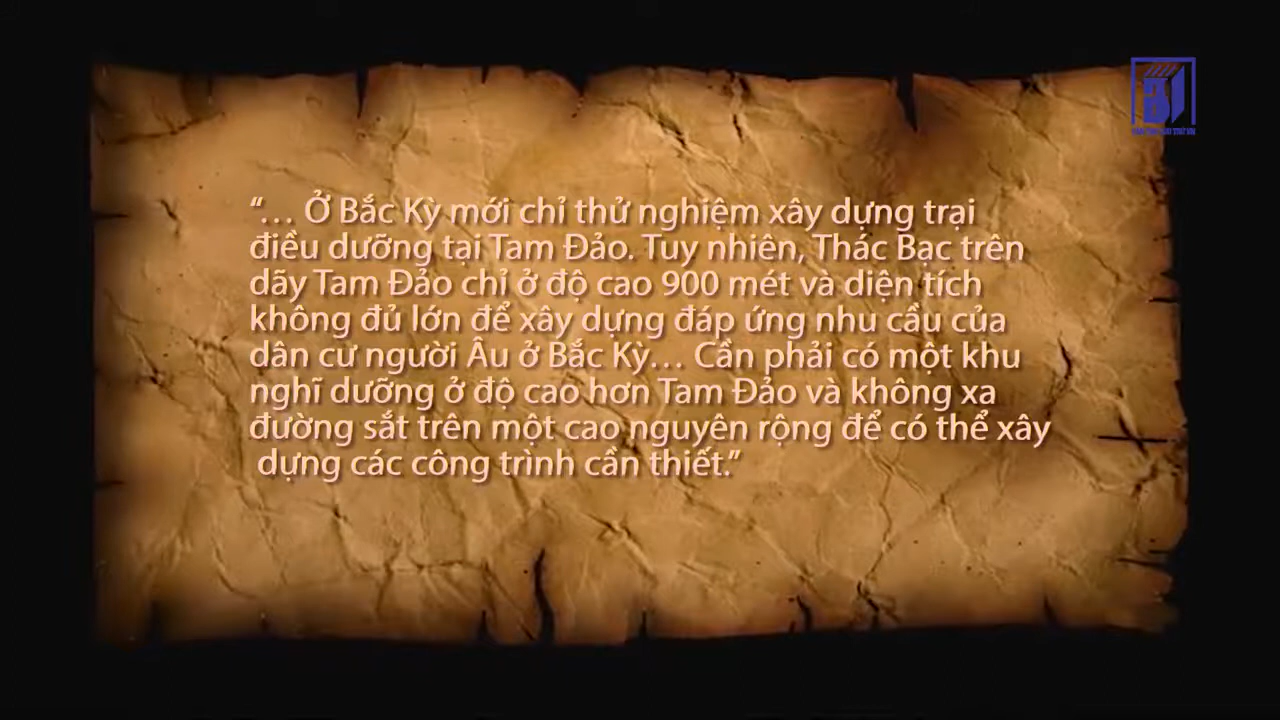 “… Ở Bắc Kỳ mới chỉ thử nghiệm xây dựng trại
điều dưỡng tại Tam Đảo. Tuy nhiên, Thác Bạc trên
dãy Tam Đảo chỉ ở độ cao 900 mét và diện tích
không đủ lớn để xây dựng đáp ứng nhu cầu của
dân cư người Âu ở Bắc Kỳ… Cần phải có một khu
nghĩ dưỡng ở độ cao hơn Tam Đảo và không xa
đường sắt trên một cao nguyên rộng để có thể xây
dựng các công trình cần thiết.”